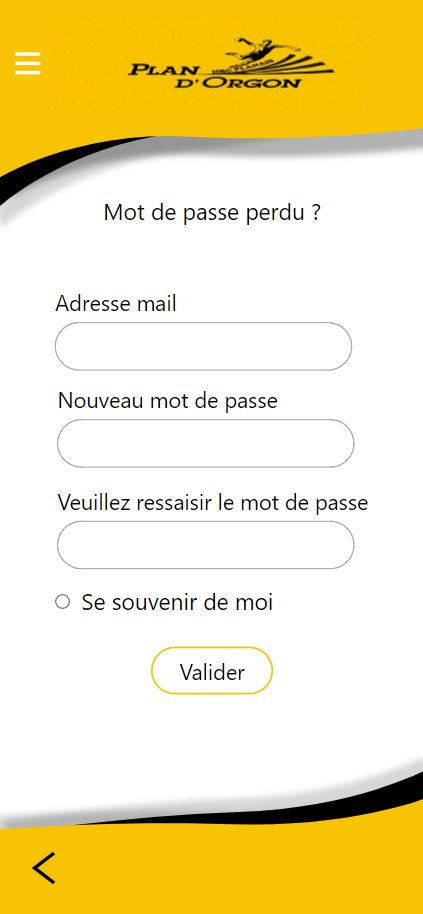 PLAN
D'ORGON
Mot de passe perdu ?
Adresse mail
Nouveau mot de passe
Veuillez ressaisir le mot de passe
Se souvenir de moi
Valider